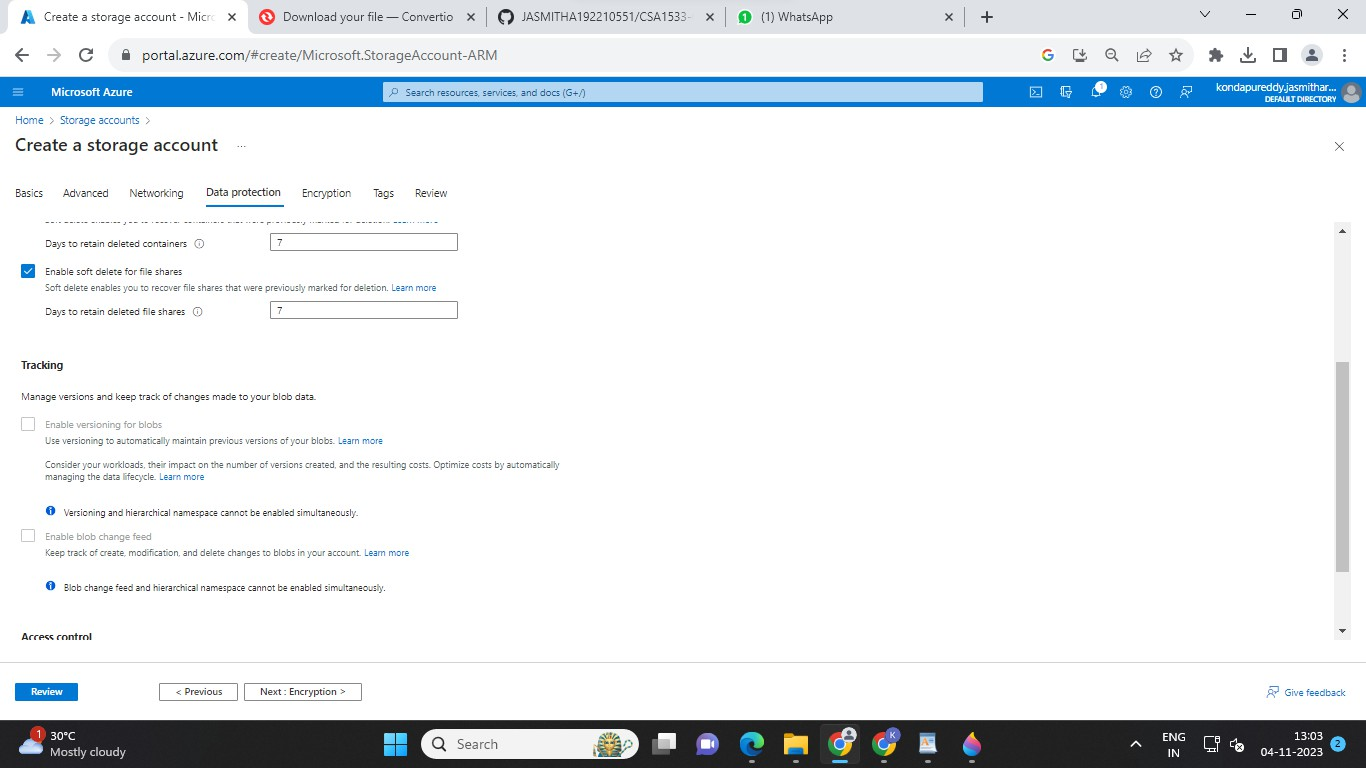 Create a storage account - Micr
Download your file — Convertio
JASMITHA192210551/CSA1533-
(1) WhatsApp
portal.azure.com/#create/Microsoft.StorageAccount-ARM
Microsoft Azure
Search resources, services, and docs (G+/)
1
kondapureddy.jasmithar...
DEFAULT DIRECTORY
Home > Storage accounts >
Create a storage account ...
Basics Advanced Networking Data protection Encryption Tags Review
Days to retain deleted containers 7
Enable soft delete for file shares
Soft delete enables you to recover file shares that were previously marked for deletion. Learn more
Days to retain deleted file shares 7
Tracking
Manage versions and keep track of changes made to your blob data.
Enable versioning for blobs
Use versioning to automatically maintain previous versions of your blobs. Learn more
Consider your workloads, their impact on the number of versions created, and the resulting costs. Optimize costs by automatically
managing the data lifecycle. Learn more
Versioning and hierarchical namespace cannot be enabled simultaneously.
Enable blob change feed
Keep track of create, modification, and delete changes to blobs in your account. Learn more
Blob change feed and hierarchical namespace cannot be enabled simultaneously.
Access control
Review
< Previous
Next : Encryption >
Give feedback
1
30°C
Mostly cloudy
Search
K
ENG
IN
13:03
04-11-2023
2